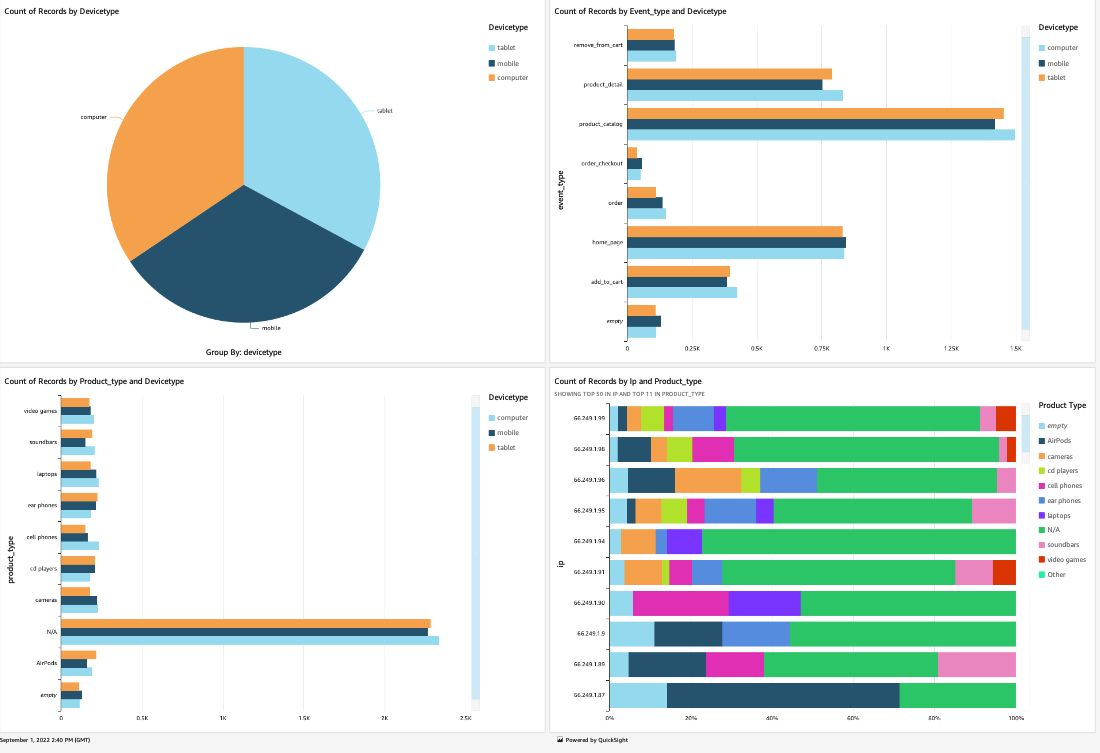 Count of Records by Devicetype
Devicetype
tablet
mobile
computer
computer
tablet
mobile
Group By: devicetype
Count of Records by Event_type and Devicetype
Devicetype
computer
mobile
tablet
event_type
remove_from_cart
product_detail
product_catalog
order_checkout
order
home_page
add_to_cart
empty
0 0.25K 0.5K 0.75K 1K 1.25K 1.5K
Count of Records by Product_type and Devicetype
Devicetype
computer
mobile
tablet
product_type
video games
soundbars
laptops
ear phones
cell phones
cd players
cameras
N/A
AirPods
empty
0 0.5K 1K 1.5K 2K 2.5K
Count of Records by Ip and Product_type
SHOWING TOP 50 IN IP AND TOP 11 IN PRODUCT_TYPE
Product Type
empty
AirPods
cameras
cd players
cell phones
ear phones
laptops
N/A
soundbars
video games
Other
ip
66.249.1.99
66.249.1.98
66.249.1.96
66.249.1.95
66.249.1.94
66.249.1.91
66.249.1.90
66.249.1.9
66.249.1.89
66.249.1.87
0% 20% 40% 60% 80% 100%
September 1, 2022 2:40 PM (GMT)
Powered by QuickSight